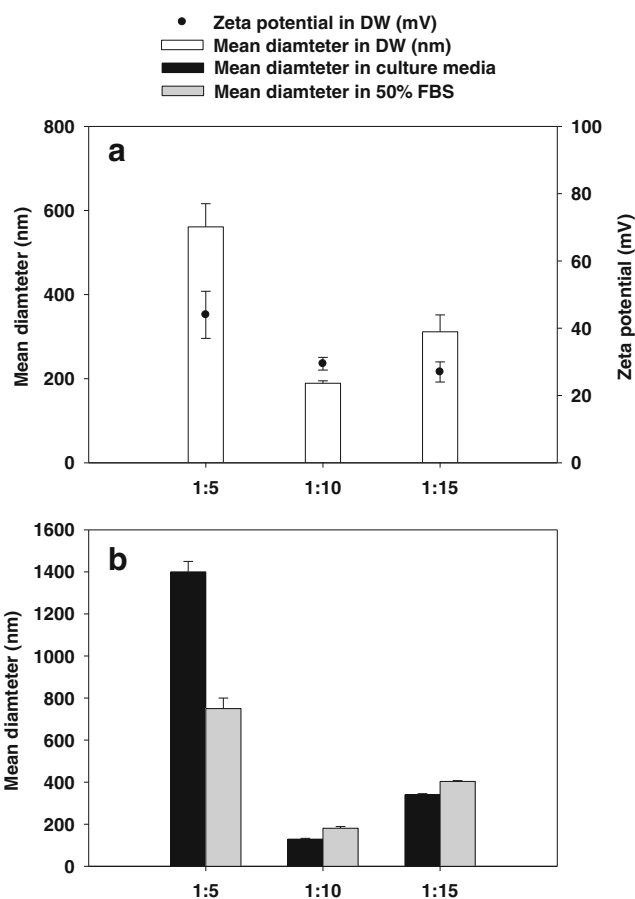 Zeta potential in DW (mV)
Mean diamteter in DW (nm)
Mean diamteter in culture media
Mean diamteter in 50% FBS
a
800
600
400
200
0
Mean diamteter (nm)
100
80
60
40
20
0
Zeta potential (mV)
1:5
1:10
1:15
b
1600
1400
1200
1000
800
600
400
200
0
Mean diamteter (nm)
1:5
1:10
1:15